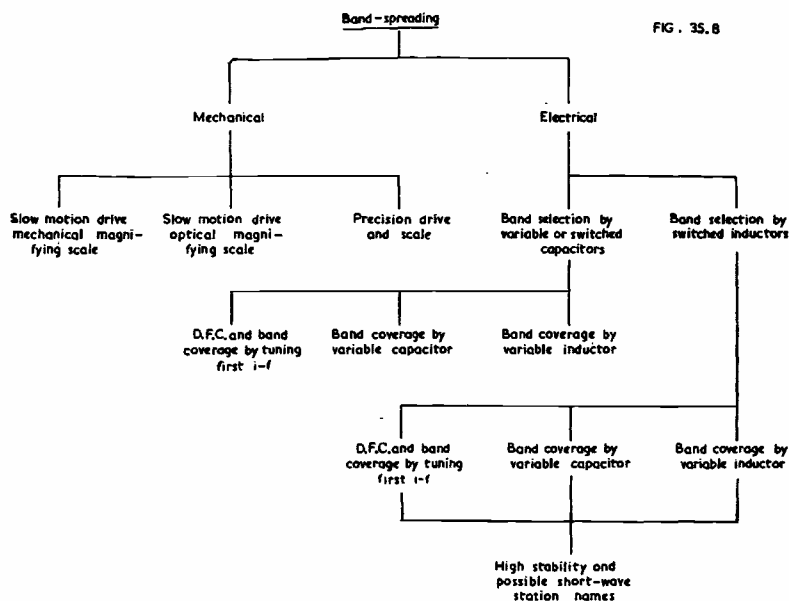 Band-spreading
FIG. 35.8
Mechanical
Electrical
Slow motion drive
mechanical magni-
fying scale
Slow motion drive
optical magni-
fying scale
Precision drive
and scale
Band selection by
variable or switched
capacitors
Band selection by
switched inductors
D.F.C. and band
coverage by tuning
first i-f
Band coverage by
variable capacitor
Band coverage by
variable inductor
D.F.C. and band
coverage by tuning
first i-f
Band coverage by
variable capacitor
Band coverage by
variable inductor
High stability and
possible short-wave
station names